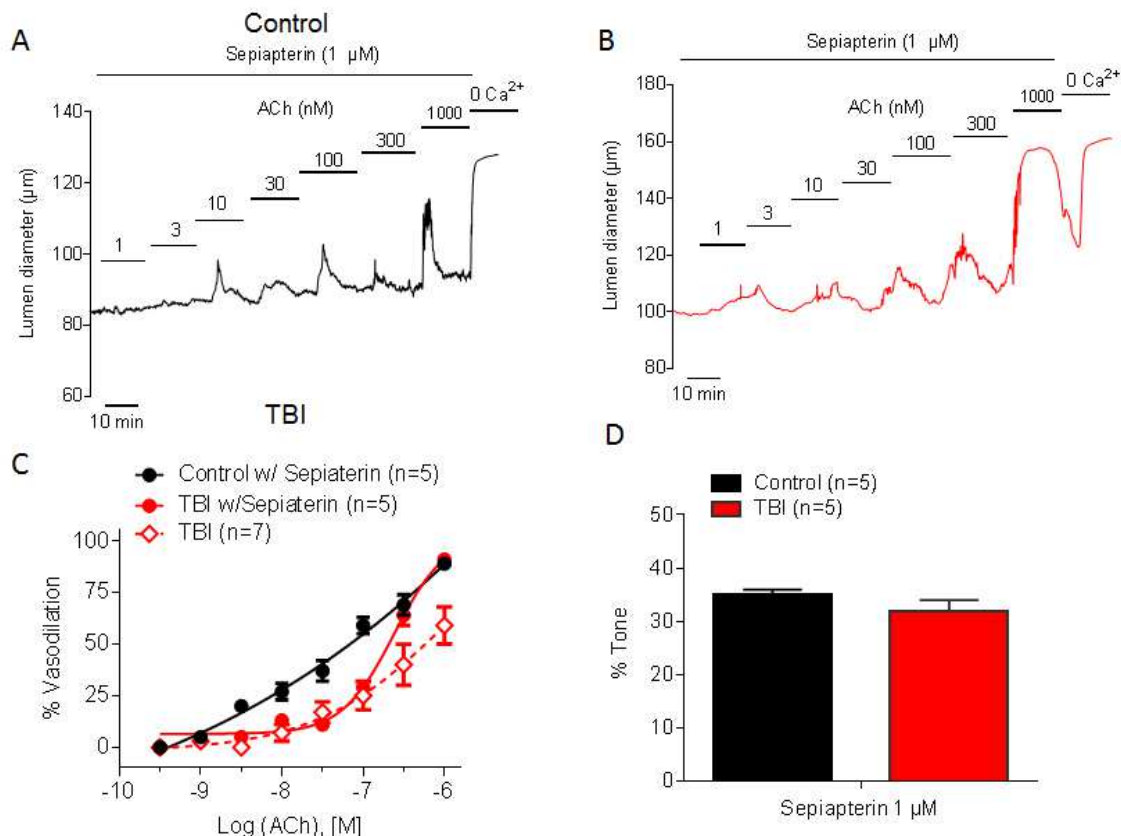 A
Control
Sepiapterin (1 µM)
0 Ca2+
ACh (nM)
1000
300
100
30
10
3
1
140
120
100
80
60
Lumen diameter (µm)
10 min
B
Sepiapterin (1 µM)
0 Ca2+
ACh (nM)
1000
300
100
30
10
3
1
180
160
140
120
100
80
Lumen diameter (µm)
10 min
TBI
C
Control w/ Sepiaterin (n=5)
TBI w/Sepiaterin (n=5)
TBI (n=7)
100
75
50
25
0
% Vasodilation
-10 -9 -8 -7 -6
Log (ACh), [M]
D
Control (n=5)
TBI (n=5)
50
40
30
20
10
0
% Tone
Sepiapterin 1 µM